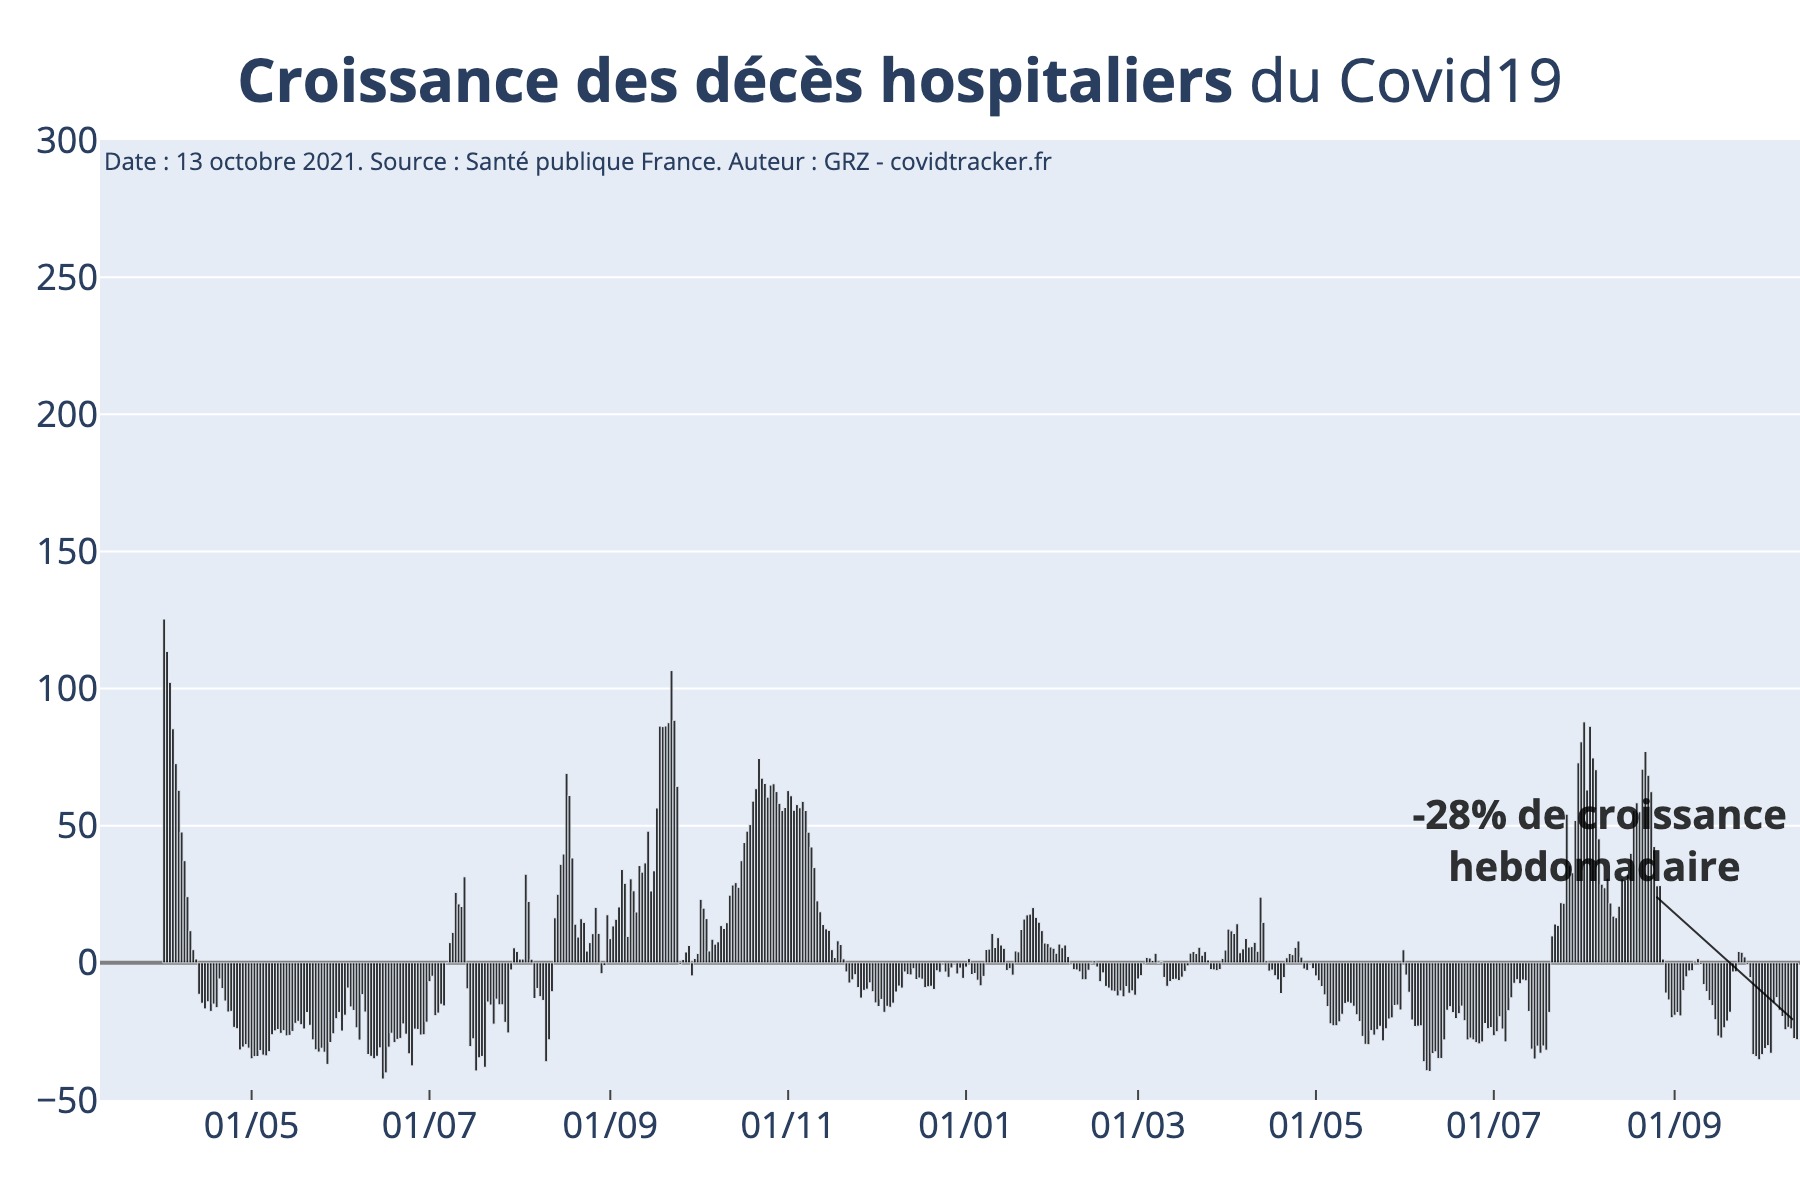 Croissance des décès hospitaliers du Covid19
300
Date : 13 octobre 2021. Source : Santé publique France. Auteur : GRZ - covidtracker.fr
250
200
150
100
50
-28% de croissance
hebdomadaire
0
−50
01/05 01/07 01/09 01/11 01/01 01/03 01/05 01/07 01/09